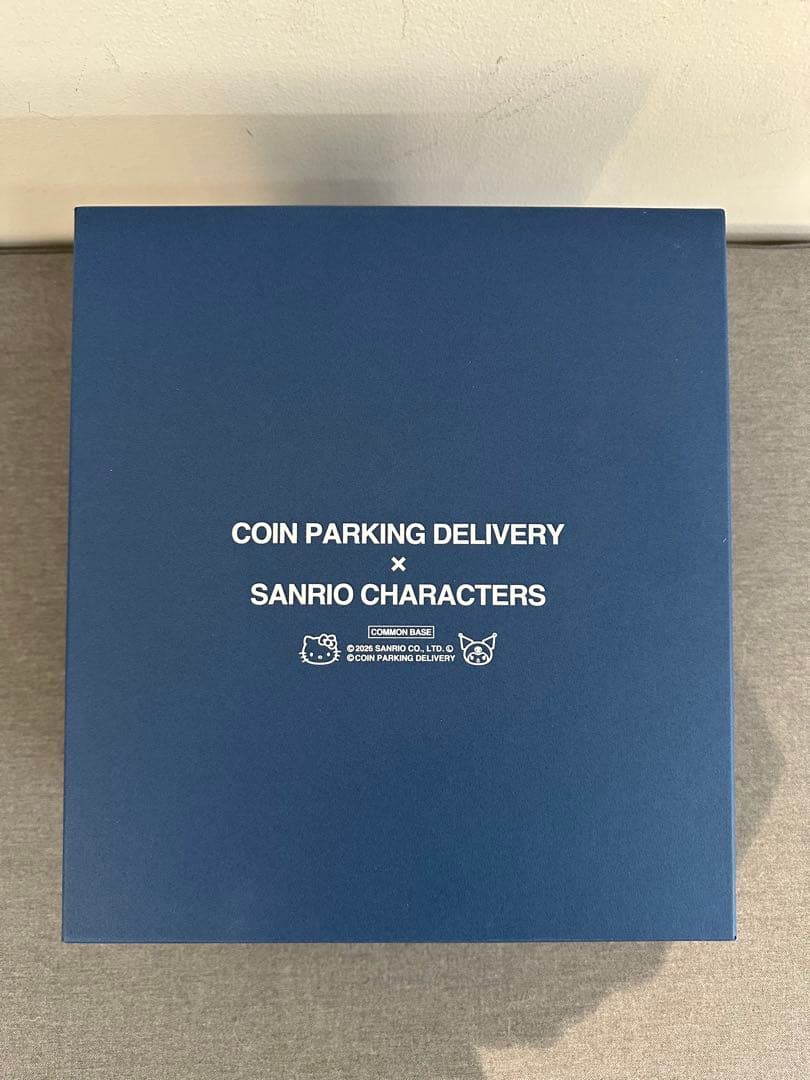 COIN PARKING DELIVERY
×
SANRIO CHARACTERS
COMMON BASE
© 2026 SANRIO CO., LTD. Ⓛ
© COIN PARKING DELIVERY